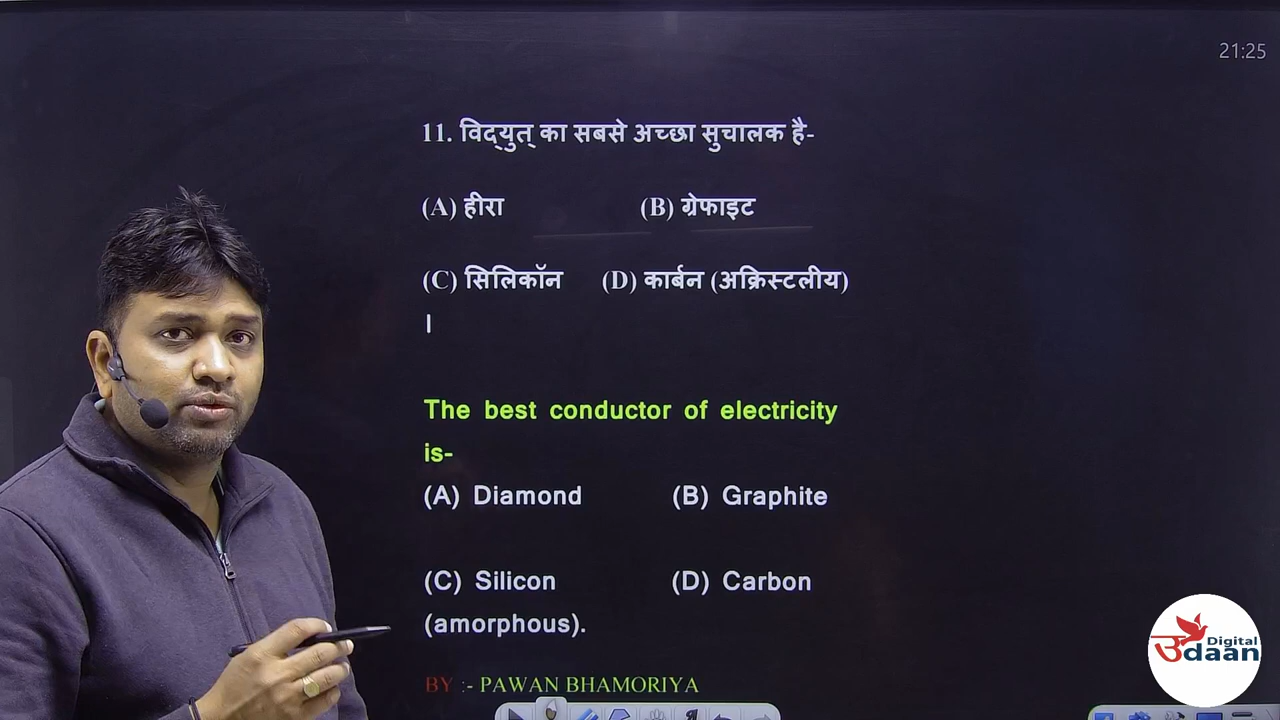 21:25
11. विद्युत् का सबसे अच्छा सुचालक है-
(A) हीरा (B) ग्रेफाइट
(C) सिलिकॉन (D) कार्बन (अक्रिस्टलीय)
।
The best conductor of electricity
is-
(A) Diamond (B) Graphite
(C) Silicon (D) Carbon
(amorphous).
Digital
उdaan
BY :- PAWAN BHAMORIYA